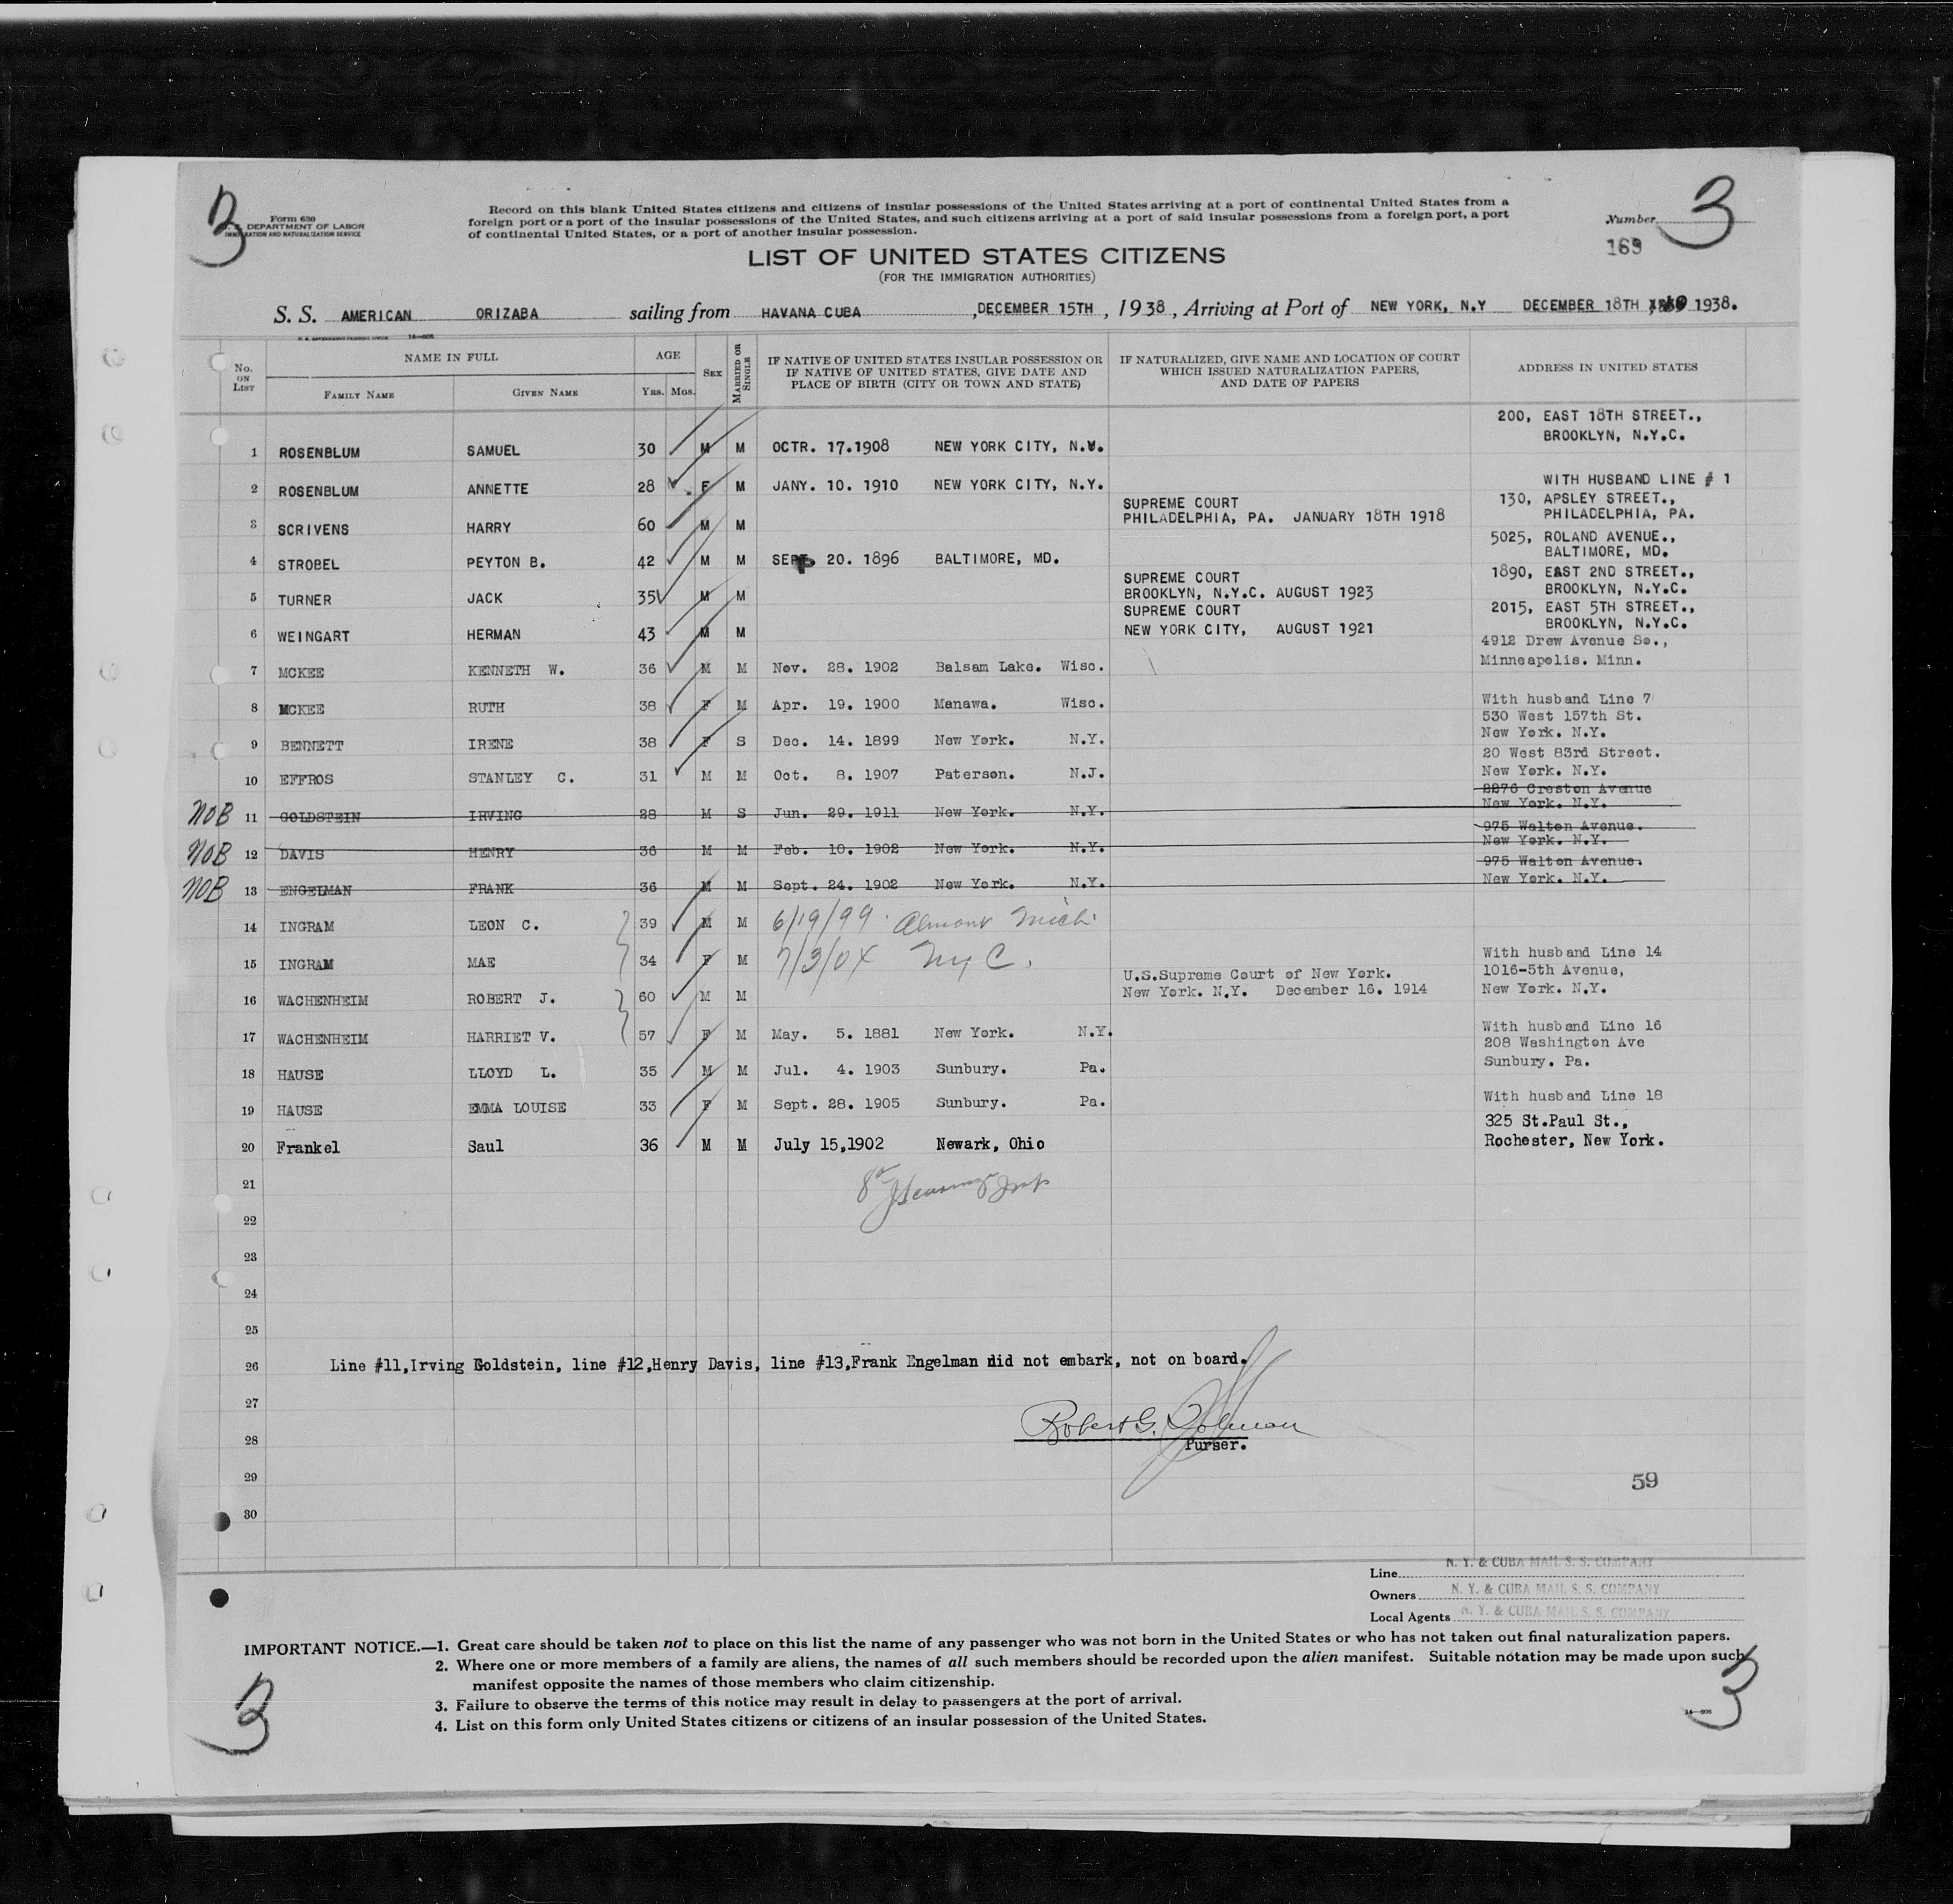 3
Form 630
U. S. DEPARTMENT OF LABOR
IMMIGRATION AND NATURALIZATION SERVICE
Record on this blank United States citizens and citizens of insular possessions of the United States arriving at a port of continental United States from a
foreign port or a port of the insular possessions of the United States, and such citizens arriving at a port of said insular possessions from a foreign port, a port
of continental United States, or a port of another insular possession.
Number 3
169
LIST OF UNITED STATES CITIZENS
(FOR THE IMMIGRATION AUTHORITIES)
S. S. AMERICAN ORIZABA sailing from HAVANA CUBA ,DECEMBER 15TH , 1938 , Arriving at Port of NEW YORK, N.Y DECEMBER 18TH 1938.
U. S. GOVERNMENT PRINTING OFFICE 14—608
No. ON LIST NAME IN FULL AGE SEX MARRIED OR SINGLE IF NATIVE OF UNITED STATES INSULAR POSSESSION OR IF NATIVE OF UNITED STATES, GIVE DATE AND PLACE OF BIRTH (CITY OR TOWN AND STATE) IF NATURALIZED, GIVE NAME AND LOCATION OF COURT WHICH ISSUED NATURALIZATION PAPERS, AND DATE OF PAPERS ADDRESS IN UNITED STATES
FAMILY NAME GIVEN NAME YRS. MOS.
200, EAST 18TH STREET.,
BROOKLYN, N.Y.C.
1 ROSENBLUM SAMUEL 30 M M OCTR. 17.1908 NEW YORK CITY, N.Y.
WITH HUSBAND LINE # 1
2 ROSENBLUM ANNETTE 28 F M JANY. 10. 1910 NEW YORK CITY, N.Y.
SUPREME COURT 130, APSLEY STREET.,
PHILADELPHIA, PA. JANUARY 18TH 1918 PHILADELPHIA, PA.
3 SCRIVENS HARRY 60 M M
5025, ROLAND AVENUE.,
BALTIMORE, MD.
4 STROBEL PEYTON B. 42 M M SEPT 20. 1896 BALTIMORE, MD.
SUPREME COURT 1890, EAST 2ND STREET.,
BROOKLYN, N.Y.C. AUGUST 1923 BROOKLYN, N.Y.C.
5 TURNER JACK 35 M M
SUPREME COURT 2015, EAST 5TH STREET.,
NEW YORK CITY, AUGUST 1921 BROOKLYN, N.Y.C.
6 WEINGART HERMAN 43 M M
4912 Drew Avenue So.,
Minneapolis. Minn.
7 MCKEE KENNETH W. 36 M M Nov. 28. 1902 Balsam Lake. Wisc.
8 MCKEE RUTH 38 F M Apr. 19. 1900 Manawa. Wisc. With husband Line 7
530 West 157th St.
New York. N.Y.
9 BENNETT IRENE 38 F S Dec. 14. 1899 New York. N.Y.
20 West 83rd Street.
New York. N.Y.
10 EFFROS STANLEY C. 31 M M Oct. 8. 1907 Paterson. N.J.
2276 Creston Avenue
New York. N.Y.
NOB 11 GOLDSTEIN IRVING 28 M S Jun. 29. 1911 New York. N.Y.
975 Walton Avenue.
New York. N.Y.
NOB 12 DAVIS HENRY 36 M M Feb. 10. 1902 New York. N.Y.
975 Walton Avenue.
New York. N.Y.
NOB 13 ENGELMAN FRANK 36 M M Sept. 24. 1902 New York. N.Y.
14 INGRAM LEON C. 39 M M 6/19/99 Almont Mich.
15 INGRAM MAE 34 F M 7/3/04 N.Y.C. With husband Line 14
U.S.Supreme Court of New York. 1016-5th Avenue,
New York. N.Y. December 16. 1914 New York. N.Y.
16 WACHENHEIM ROBERT J. 60 M M
17 WACHENHEIM HARRIET V. 57 F M May. 5. 1881 New York. N.Y. With husband Line 16
208 Washington Ave
Sunbury. Pa.
18 HAUSE LLOYD L. 35 M M Jul. 4. 1903 Sunbury. Pa.
19 HAUSE EMMA LOUISE 33 F M Sept. 28. 1905 Sunbury. Pa. With husband Line 18
325 St.Paul St.,
Rochester, New York.
20 Frankel Saul 36 M M July 15,1902 Newark, Ohio
21
22
23
24
25
26 Line #11,Irving Goldstein, line #12,Henry Davis, line #13,Frank Engelman did not embark, not on board.
27
Robert G. Tolman
28 Purser.
29 59
30
Line N. Y. & CUBA MAIL S. S. COMPANY
Owners N. Y. & CUBA MAIL S. S. COMPANY
Local Agents N. Y. & CUBA MAIL S. S. COMPANY
IMPORTANT NOTICE.—1. Great care should be taken not to place on this list the name of any passenger who was not born in the United States or who has not taken out final naturalization papers.
2. Where one or more members of a family are aliens, the names of all such members should be recorded upon the alien manifest. Suitable notation may be made upon such
manifest opposite the names of those members who claim citizenship.
3. Failure to observe the terms of this notice may result in delay to passengers at the port of arrival.
4. List on this form only United States citizens or citizens of an insular possession of the United States.
14—608
3
3